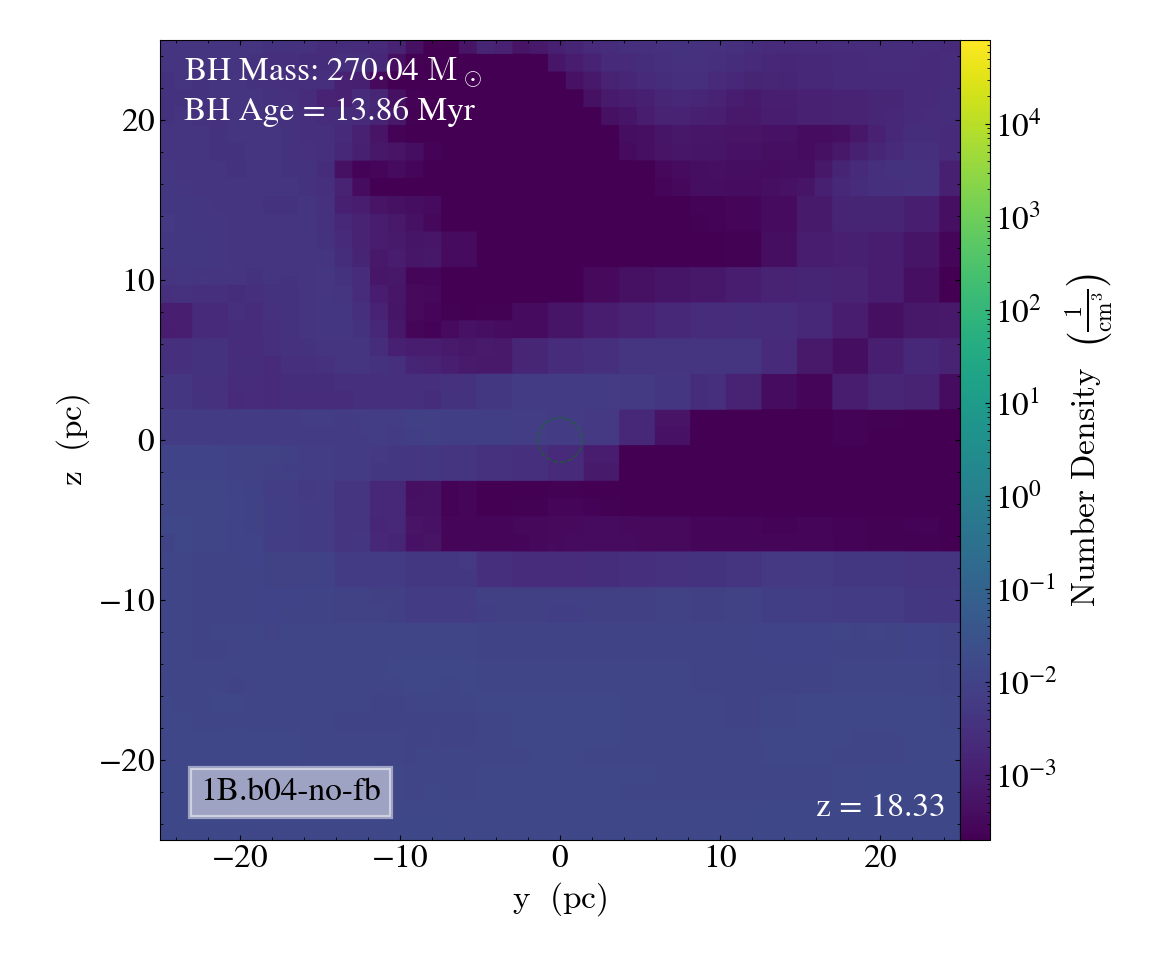 BH Mass: 270.04 M⊙
BH Age = 13.86 Myr
20
10
0
−10
−20
z (pc)
1B.b04-no-fb
z = 18.33
−20 −10 0 10 20
y (pc)
10⁴
10³
10²
10¹
10⁰
10⁻¹
10⁻²
10⁻³
Number Density (1/cm³)